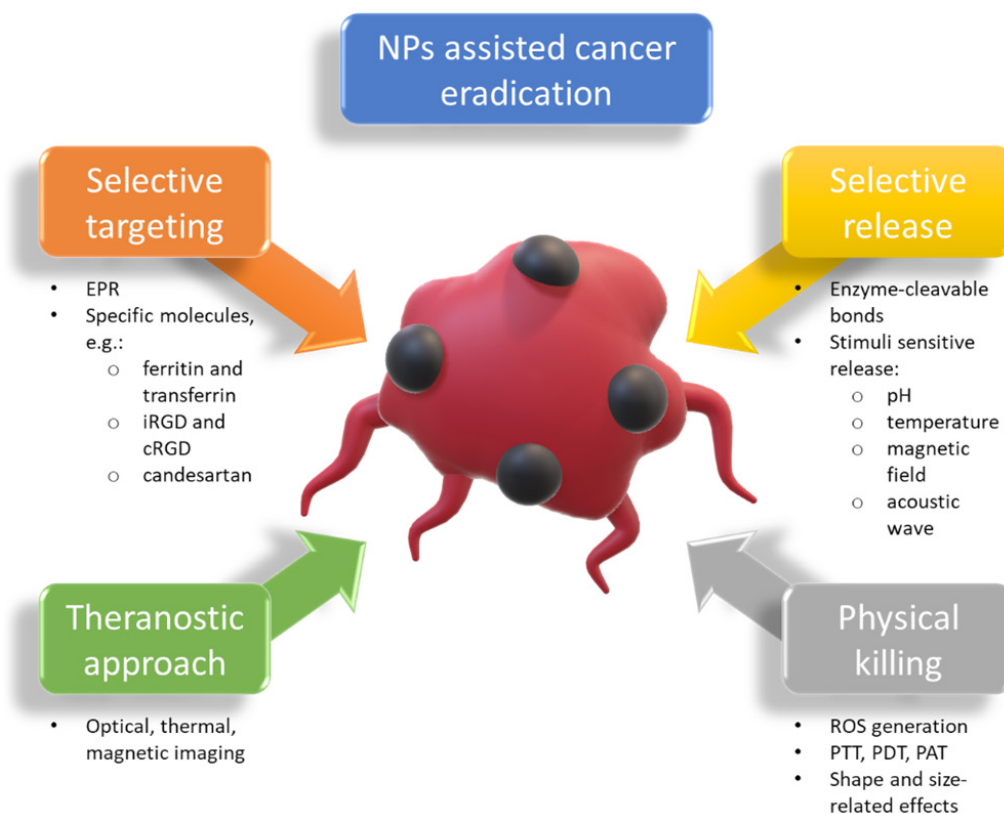 NPs assisted cancer
eradication
Selective
targeting
• EPR
• Specific molecules,
e.g.:
o ferritin and
transferrin
o iRGD and
cRGD
o candesartan
Selective
release
• Enzyme-cleavable
bonds
• Stimuli sensitive
release:
o pH
o temperature
o magnetic
field
o acoustic
wave
Theranostic
approach
• Optical, thermal,
magnetic imaging
Physical
killing
• ROS generation
• PTT, PDT, PAT
• Shape and size-
related effects